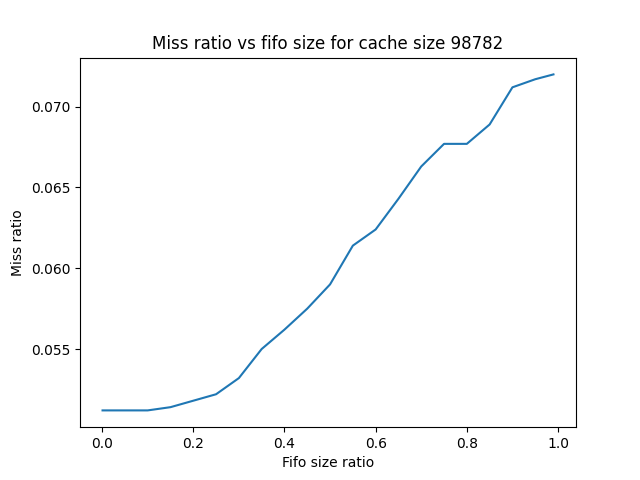 Miss ratio vs fifo size for cache size 98782
0.070
0.065
0.060
0.055
Miss ratio
0.0 0.2 0.4 0.6 0.8 1.0
Fifo size ratio